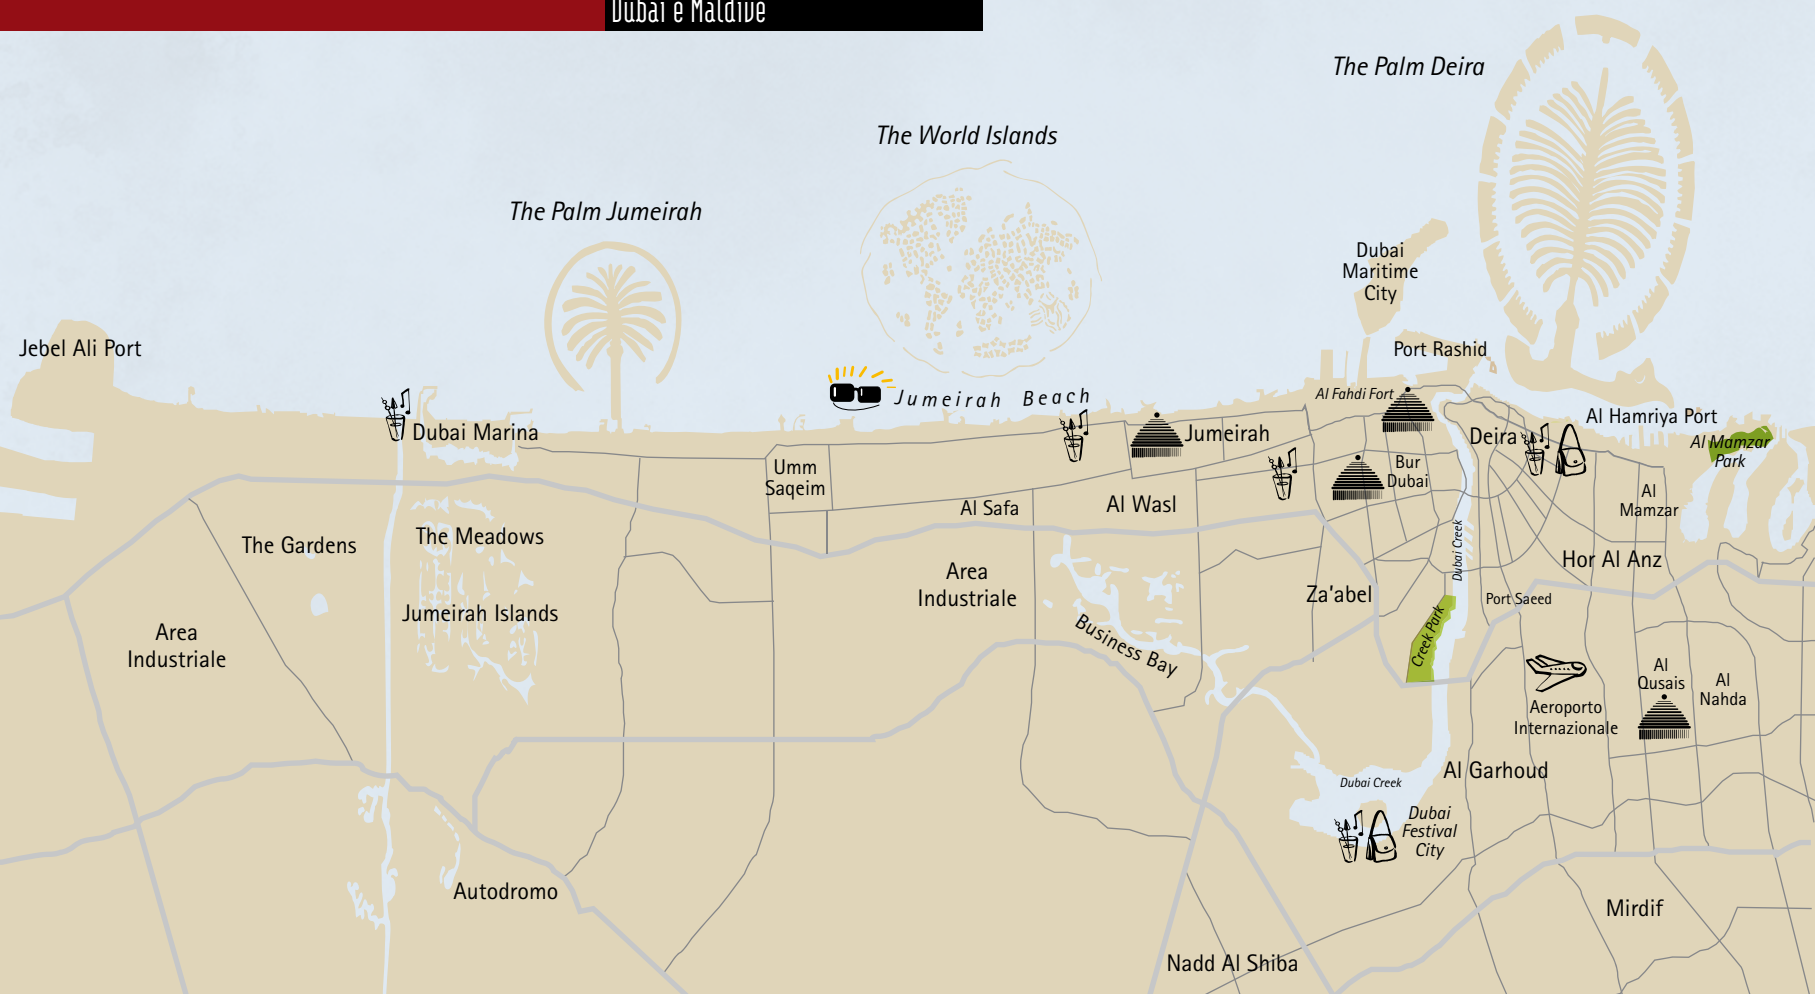 Dubai e Maldive
The Palm Deira
The World Islands
The Palm Jumeirah
Dubai
Maritime
City
Jebel Ali Port
Port Rashid
Jumeirah Beach
Al Fahdi Fort
Al Hamriya Port
Dubai Marina
Jumeirah
Deira
Al Mamzar
Park
Umm
Saqeim
Bur
Dubai
Al Safa
Al Wasl
Al
Mamzar
The Gardens
The Meadows
Dubai Creek
Hor Al Anz
Area
Industriale
Za'abel
Port Saeed
Jumeirah Islands
Creek Park
Area
Industriale
Business Bay
Al
Qusais
Al
Nahda
Aeroporto
Internazionale
Al Garhoud
Dubai Creek
Dubai
Festival
City
Autodromo
Mirdif
Nadd Al Shiba